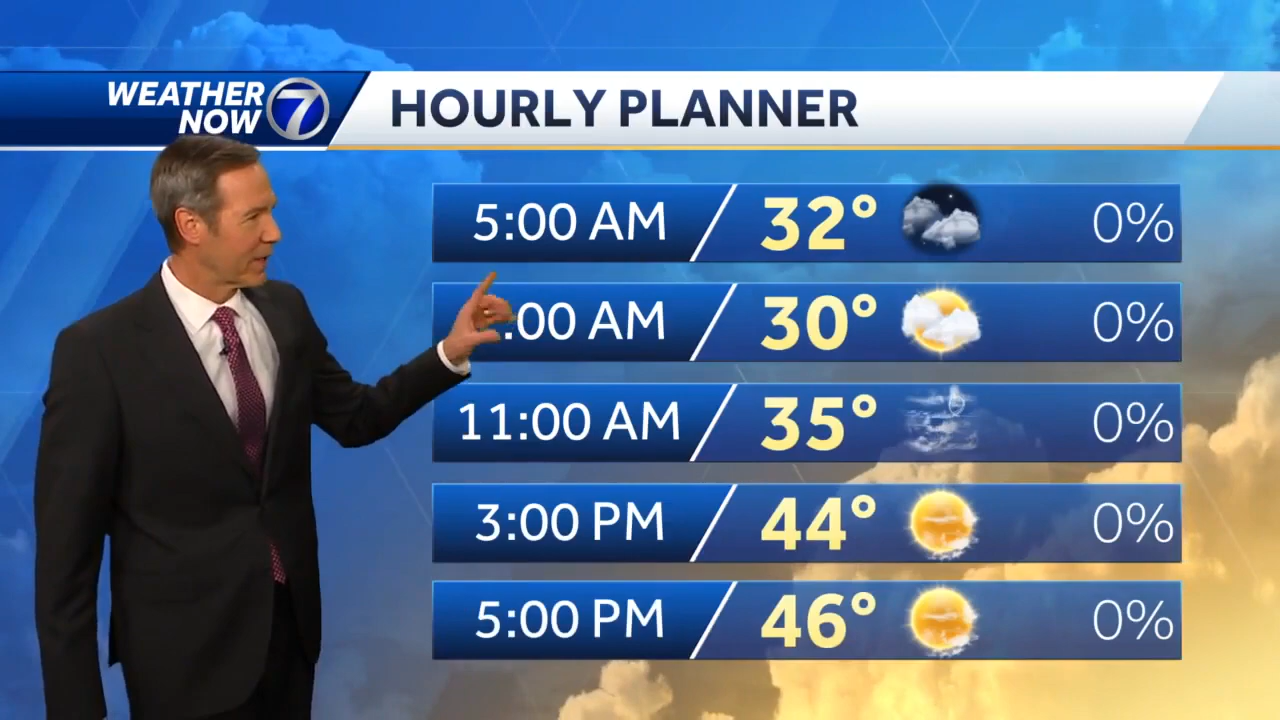 WEATHER
NOW 7
HOURLY PLANNER
5:00 AM 32° 0%
:00 AM 30° 0%
11:00 AM 35° 0%
3:00 PM 44° 0%
5:00 PM 46° 0%